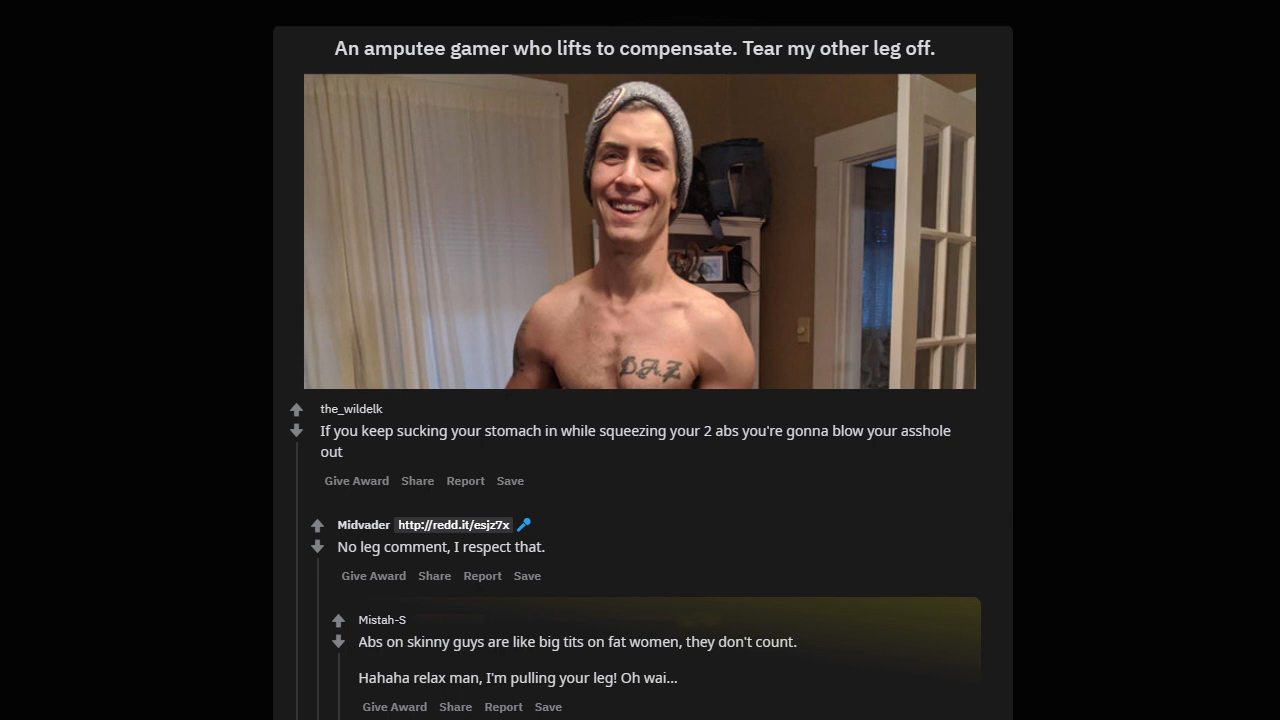 An amputee gamer who lifts to compensate. Tear my other leg off.
D.A.Z
the_wildelk
If you keep sucking your stomach in while squeezing your 2 abs you're gonna blow your asshole
out
Give Award Share Report Save
Midvader http://redd.it/esjz7x
No leg comment, I respect that.
Give Award Share Report Save
Mistah-S
Abs on skinny guys are like big tits on fat women, they don't count.
Hahaha relax man, I'm pulling your leg! Oh wai...
Give Award Share Report Save